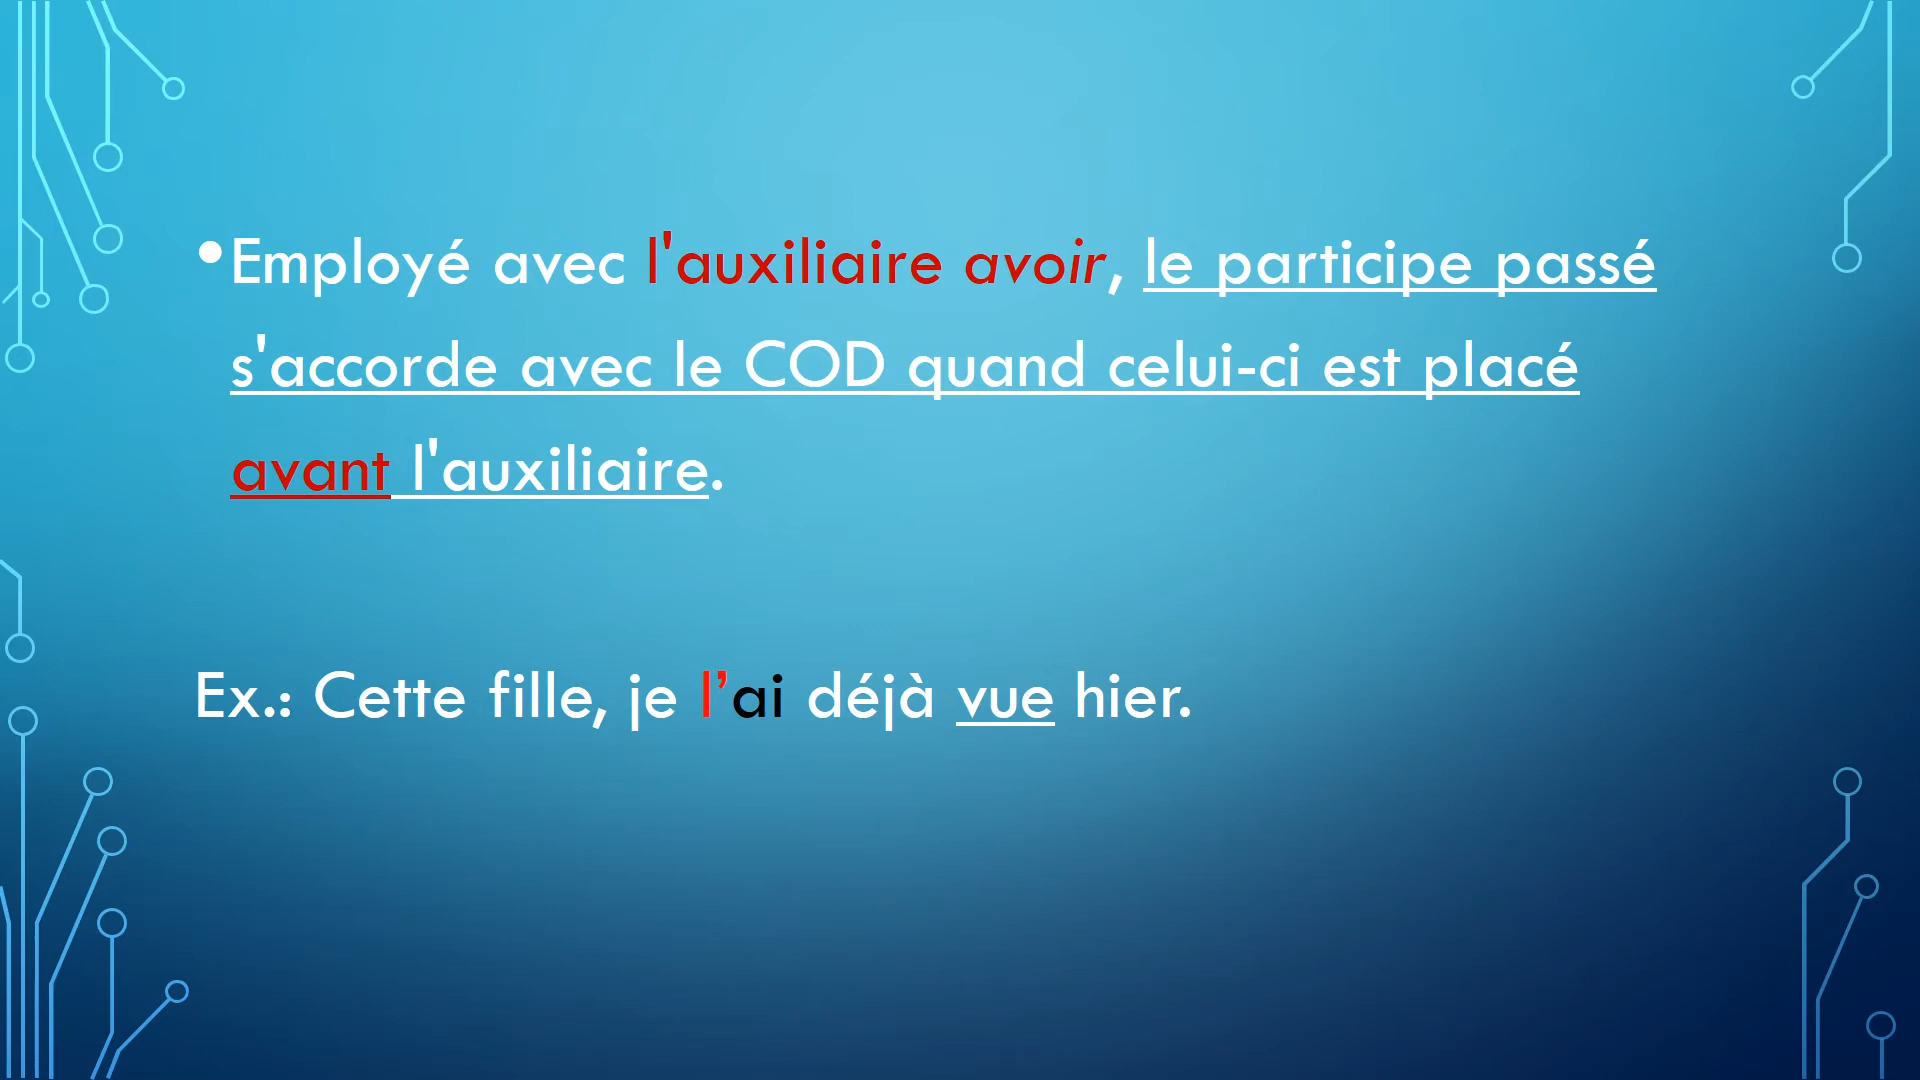 •Employé avec l'auxiliaire avoir, le participe passé
s'accorde avec le COD quand celui-ci est placé
avant l'auxiliaire.
Ex.: Cette fille, je l’ai déjà vue hier.